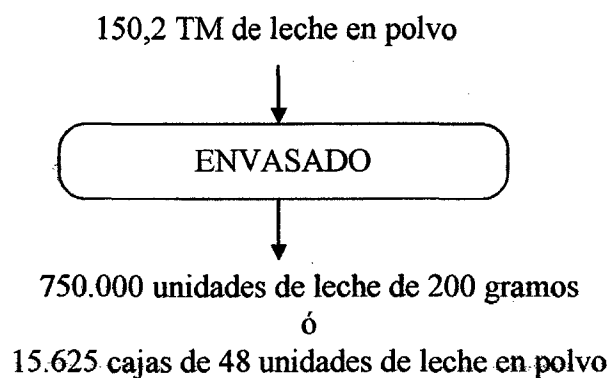 150,2 TM de leche en polvo
ENVASADO
750.000 unidades de leche de 200 gramos
ó
15.625 cajas de 48 unidades de leche en polvo